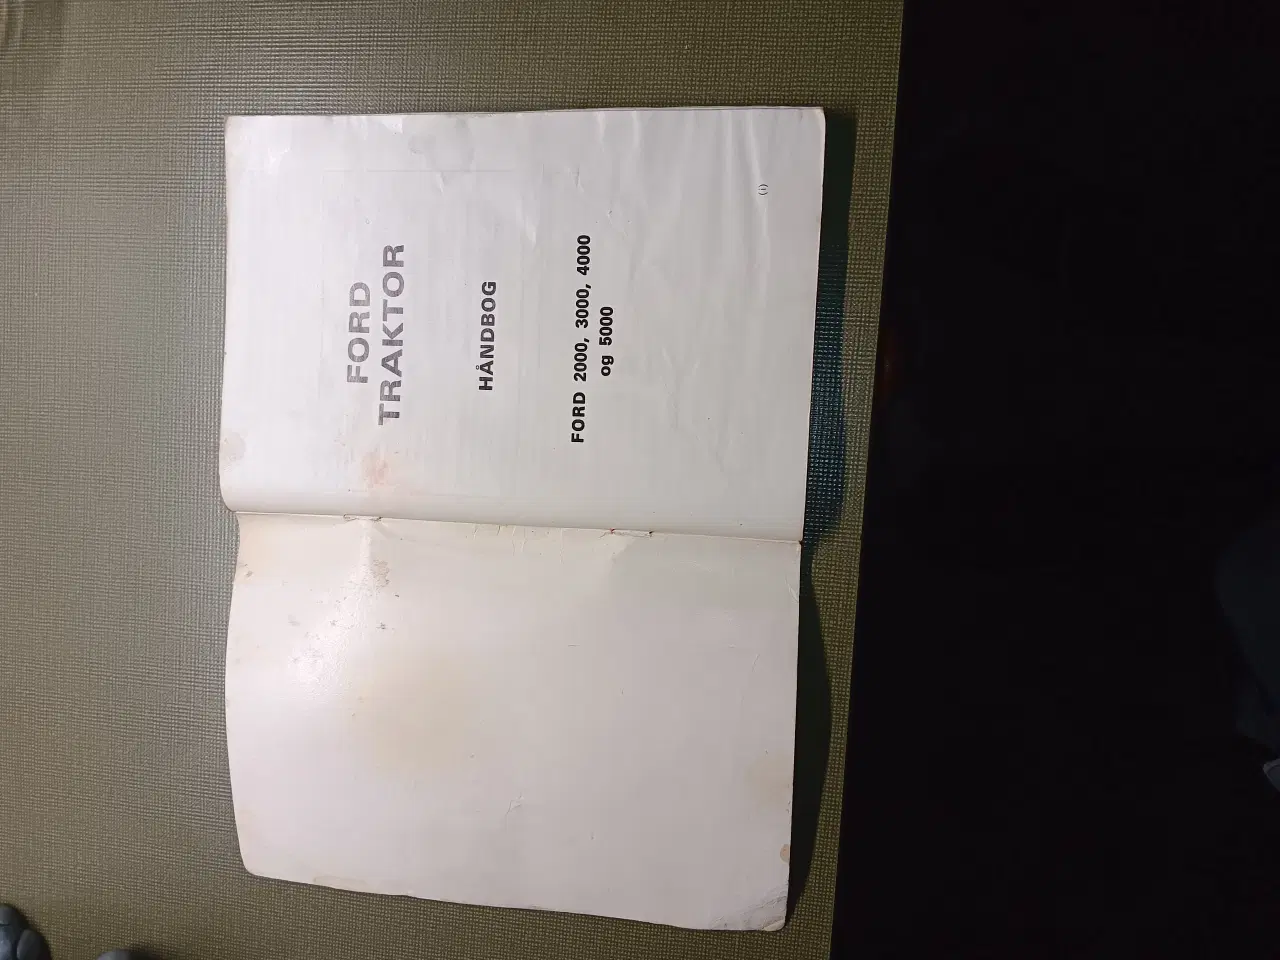 FORD
TRAKTOR
HÅNDBOG
FORD 2000, 3000, 4000
og 5000
(i)